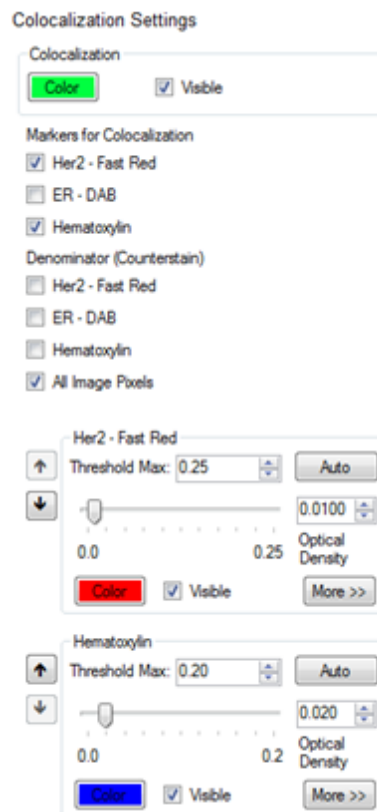 Colocalization Settings
Colocalization
Color Visible
Markers for Colocalization
Her2 - Fast Red
ER - DAB
Hematoxylin
Denominator (Counterstain)
Her2 - Fast Red
ER - DAB
Hematoxylin
All Image Pixels
Her2 - Fast Red
Threshold Max: 0.25 Auto
0.0100
0.0 0.25 Optical
Density
Color Visible More >>
Hematoxylin
Threshold Max: 0.20 Auto
0.020
0.0 0.2 Optical
Density
Color Visible More >>